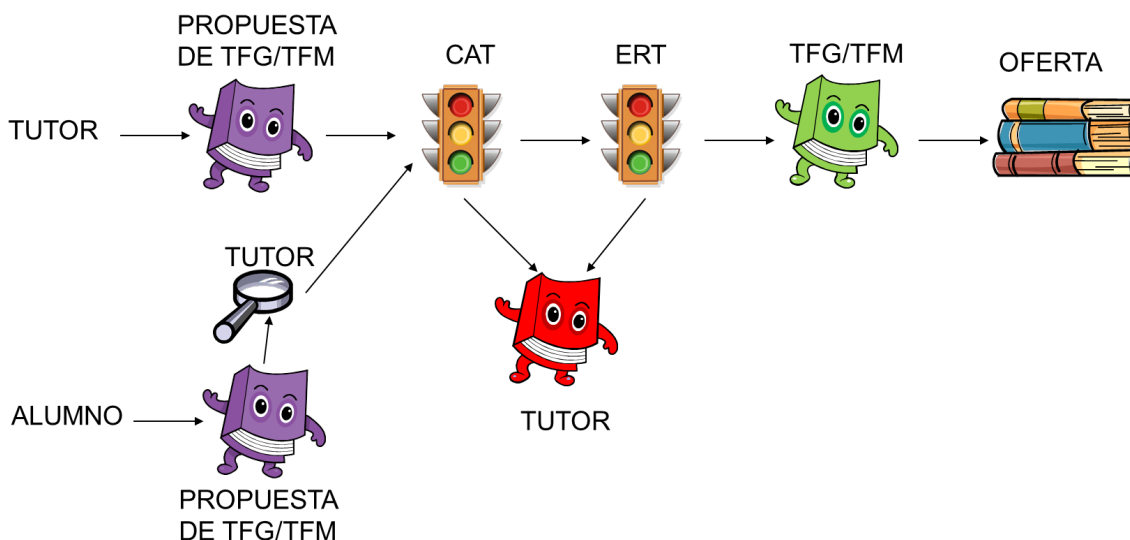 PROPUESTA
DE TFG/TFM
CAT
ERT
TFG/TFM
OFERTA
TUTOR
TUTOR
ALUMNO
TUTOR
PROPUESTA
DE TFG/TFM